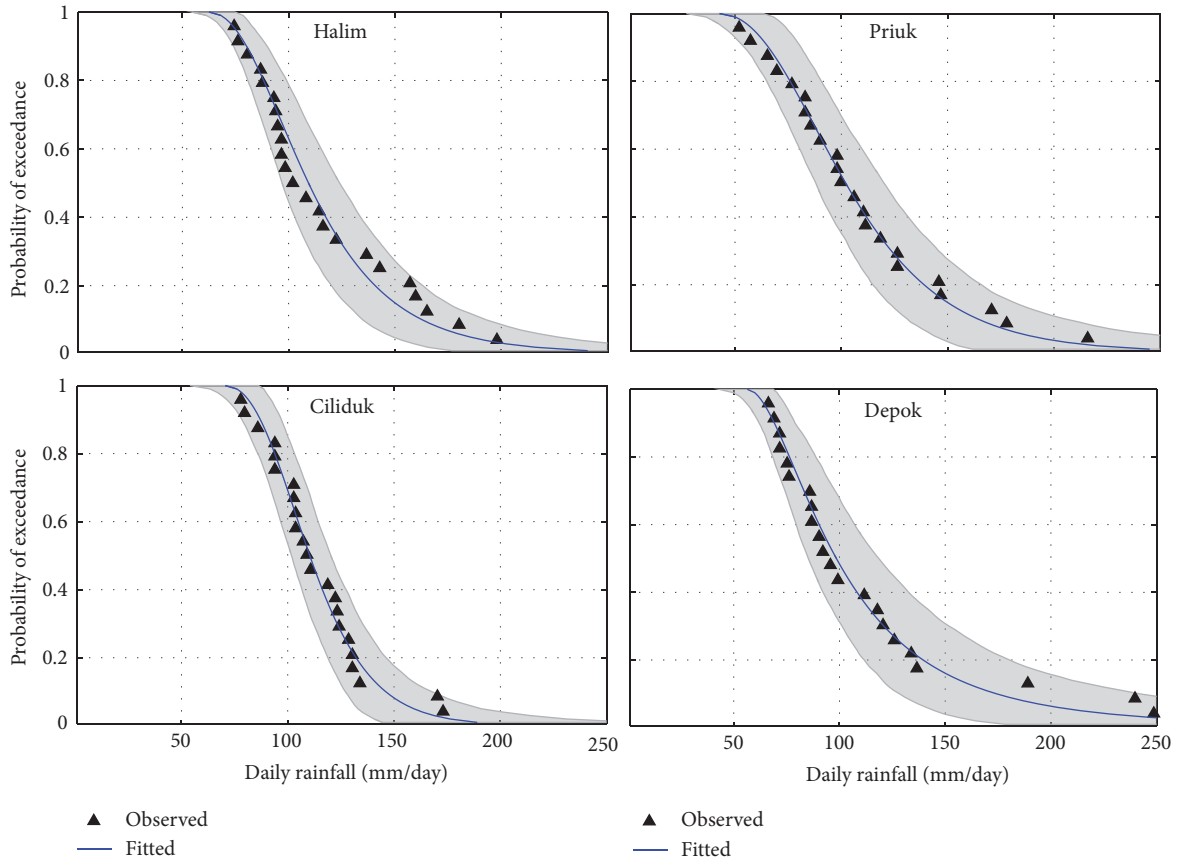 Halim
Probability of exceedance
1
0.8
0.6
0.4
0.2
0
Priuk
Ciliduk
Probability of exceedance
1
0.8
0.6
0.4
0.2
0
50 100 150 200 250
Daily rainfall (mm/day)
Depok
50 100 150 200 250
Daily rainfall (mm/day)
Observed
Fitted
Observed
Fitted